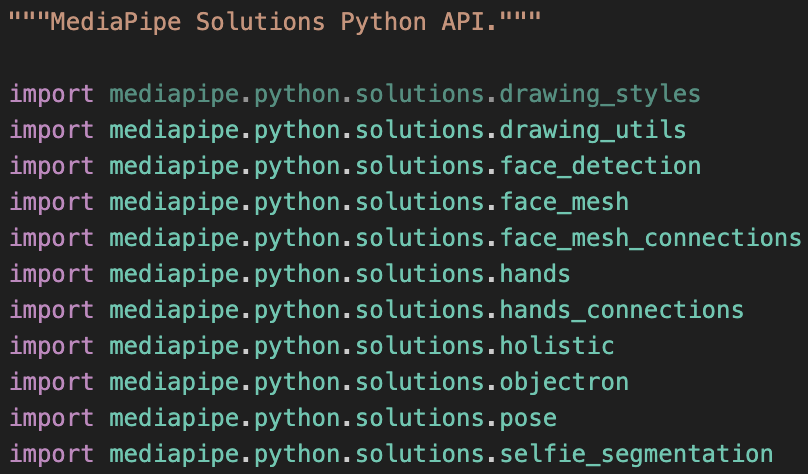 """MediaPipe Solutions Python API."""
import mediapipe.python.solutions.drawing_styles
import mediapipe.python.solutions.drawing_utils
import mediapipe.python.solutions.face_detection
import mediapipe.python.solutions.face_mesh
import mediapipe.python.solutions.face_mesh_connections
import mediapipe.python.solutions.hands
import mediapipe.python.solutions.hands_connections
import mediapipe.python.solutions.holistic
import mediapipe.python.solutions.objectron
import mediapipe.python.solutions.pose
import mediapipe.python.solutions.selfie_segmentation